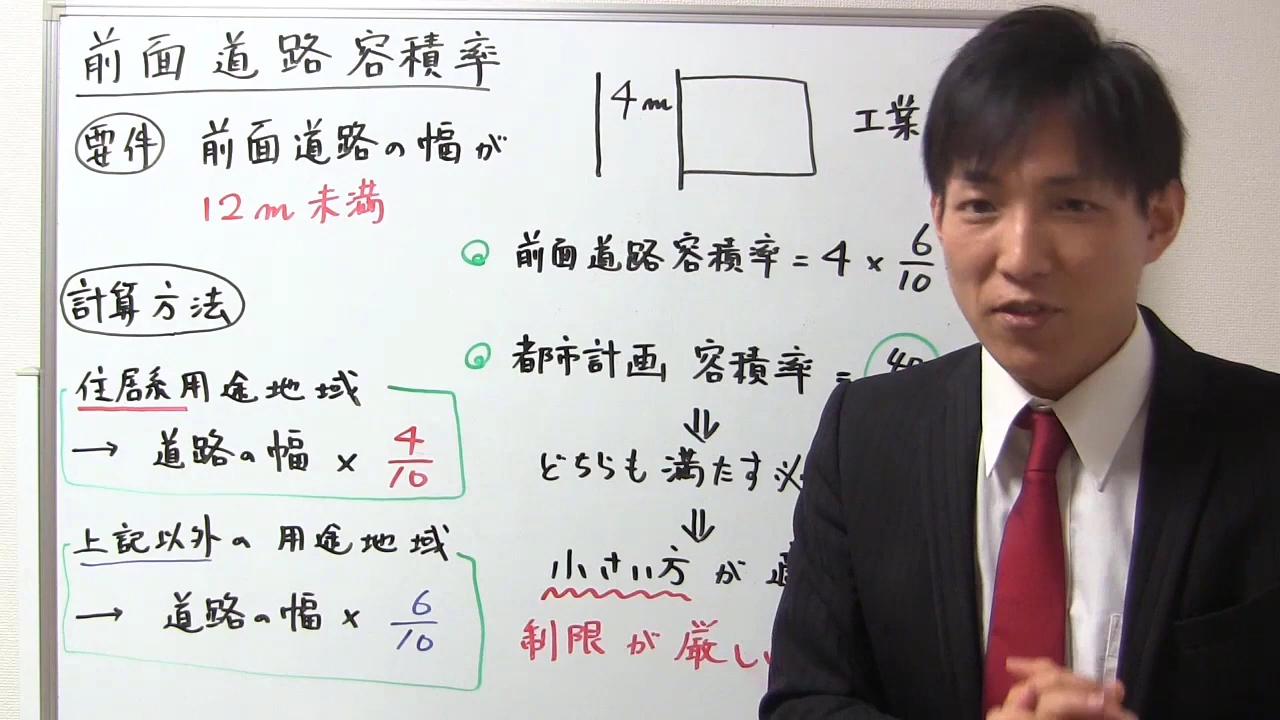 前面道路容積率
要件 前面道路の幅が
12m未満
計算方法
住居系用途地域
→ 道路の幅 × 4/10
上記以外の用途地域
→ 道路の幅 × 6/10
4m
工業
前面道路容積率 = 4 × 6/10
都市計画 容積率 = 40
⇓
どちらも満たす必
⇓
小さい方が
制限が厳し